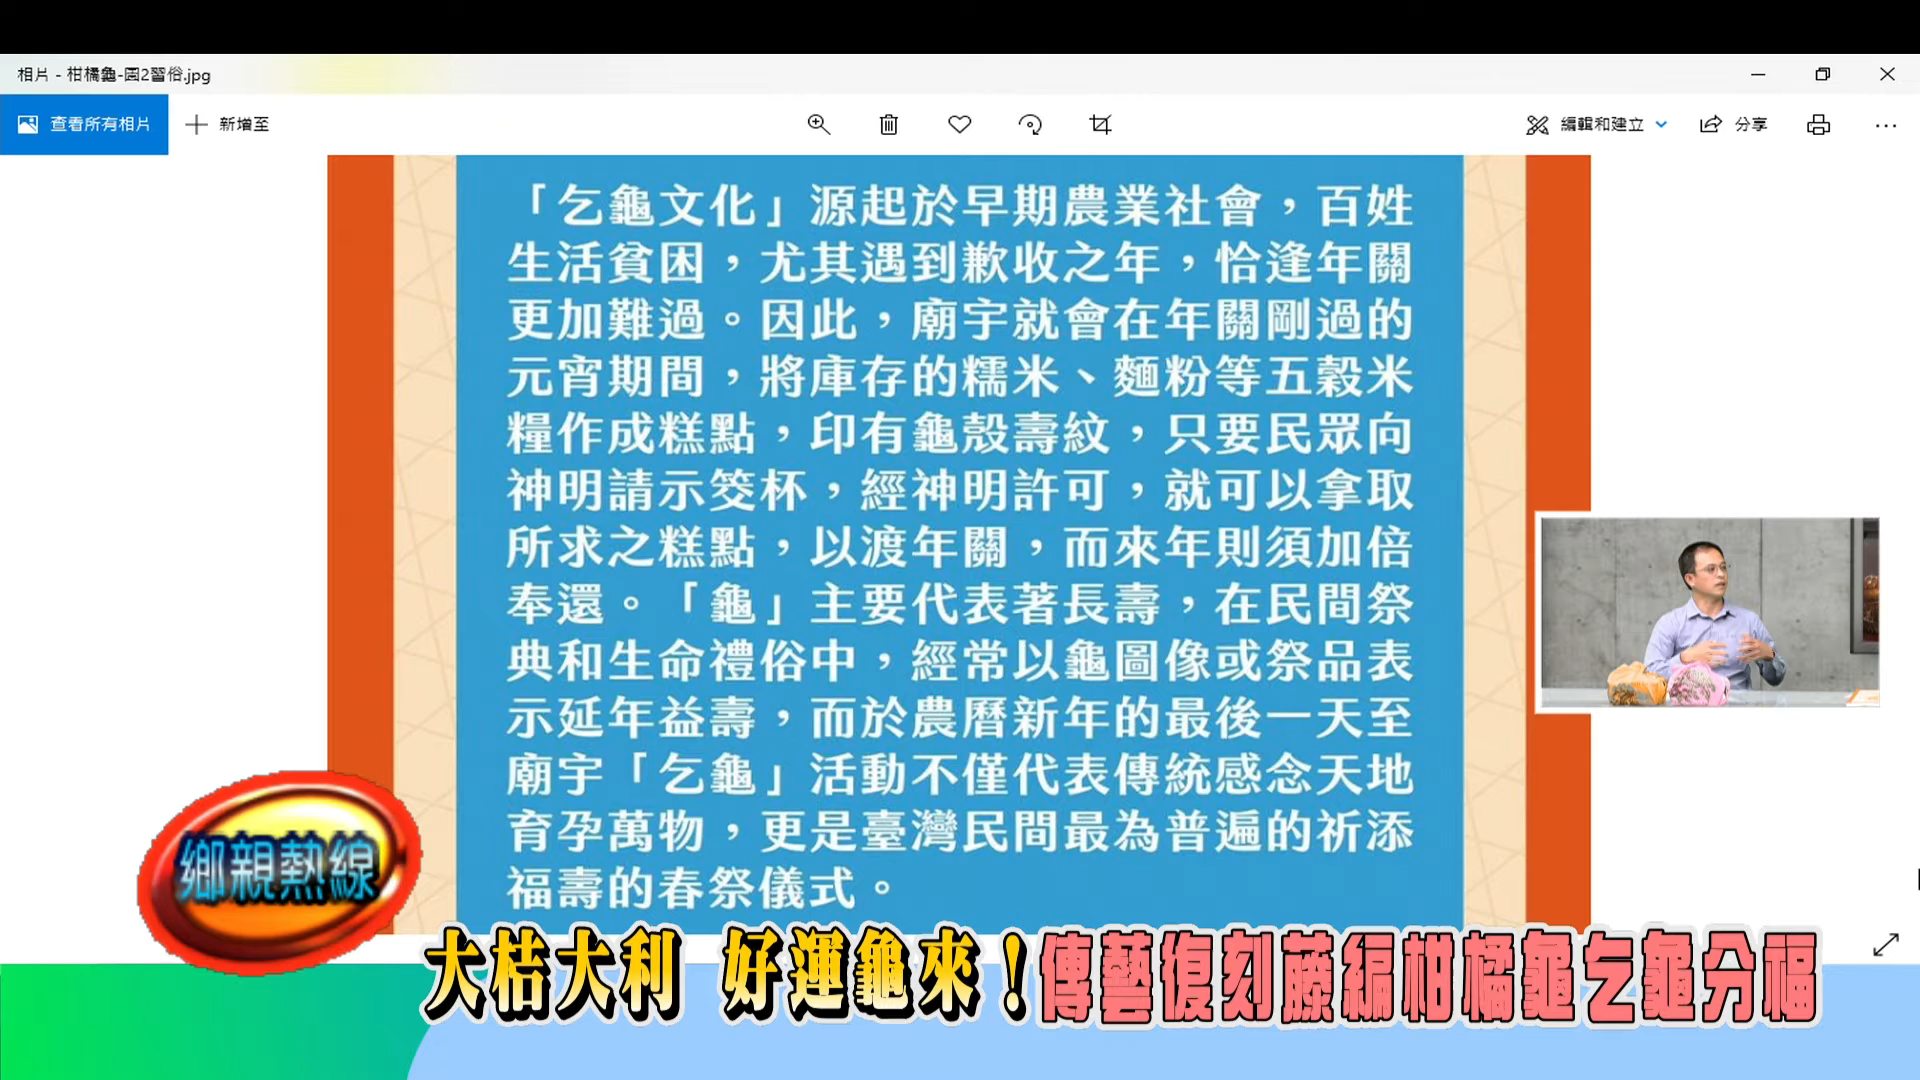 相片 - 柑橘龜-圖2習俗.jpg
查看所有相片
新增至
編輯和建立
分享
「乞龜文化」源起於早期農業社會，百姓
生活貧困，尤其遇到歉收之年，恰逢年關
更加難過。因此，廟宇就會在年關剛過的
元宵期間，將庫存的糯米、麵粉等五穀米
糧作成糕點，印有龜殼壽紋，只要民眾向
神明請示筊杯，經神明許可，就可以拿取
所求之糕點，以渡年關，而來年則須加倍
奉還。「龜」主要代表著長壽，在民間祭
典和生命禮俗中，經常以龜圖像或祭品表
示延年益壽，而於農曆新年的最後一天至
廟宇「乞龜」活動不僅代表傳統感念天地
育孕萬物，更是臺灣民間最為普遍的祈添
福壽的春祭儀式。
鄉親熱線
大桔大利 好運龜來！傳藝復刻藤編柑橘龜乞龜分福